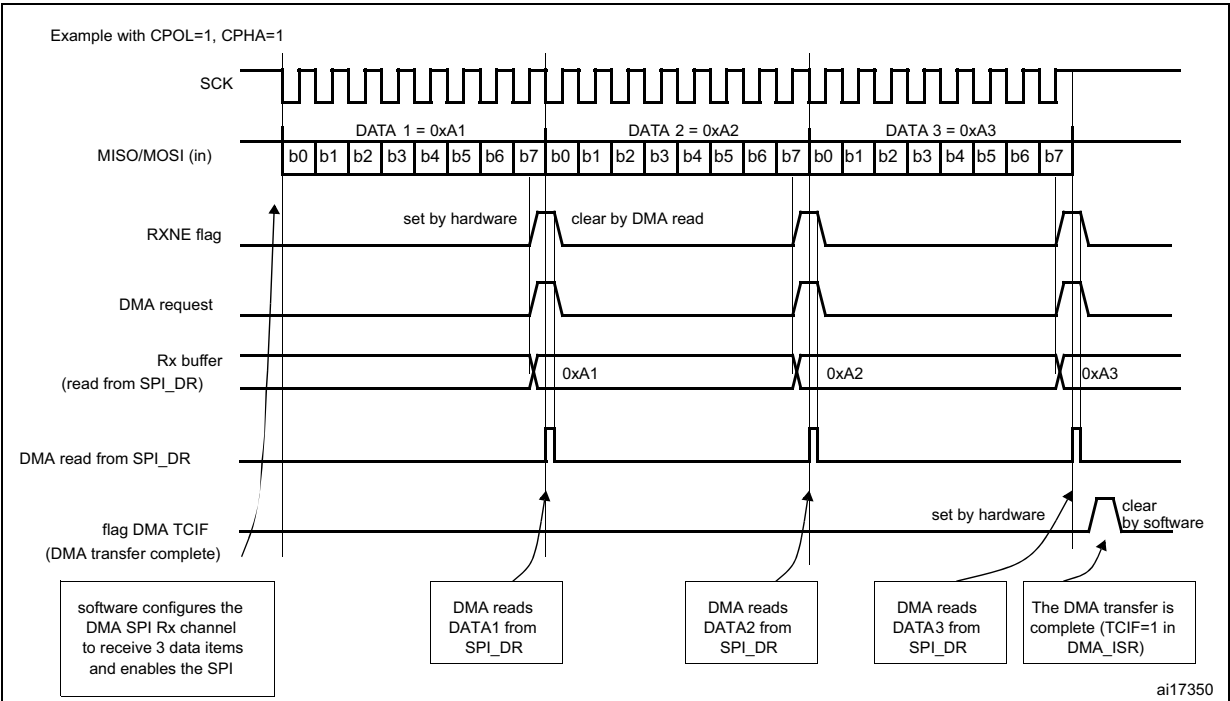 Example with CPOL=1, CPHA=1
SCK
DATA 1 = 0xA1
DATA 2 = 0xA2
DATA 3 = 0xA3
MISO/MOSI (in)
b0 b1 b2 b3 b4 b5 b6 b7 b0 b1 b2 b3 b4 b5 b6 b7 b0 b1 b2 b3 b4 b5 b6 b7
set by hardware
clear by DMA read
RXNE flag
DMA request
Rx buffer
(read from SPI_DR)
0xA1
0xA2
0xA3
DMA read from SPI_DR
set by hardware
clear
by software
flag DMA TCIF
(DMA transfer complete)
software configures the
DMA SPI Rx channel
to receive 3 data items
and enables the SPI
DMA reads
DATA1 from
SPI_DR
DMA reads
DATA2 from
SPI_DR
DMA reads
DATA3 from
SPI_DR
The DMA transfer is
complete (TCIF=1 in
DMA_ISR)
ai17350